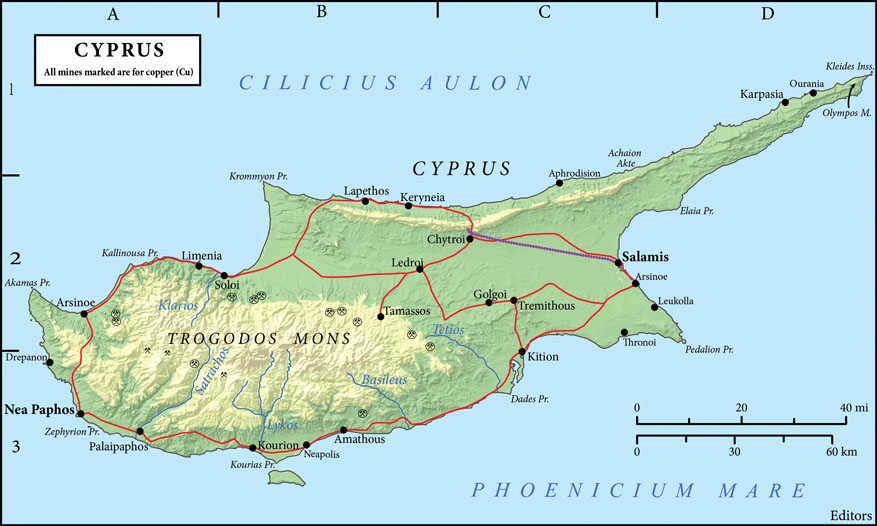 A
B
C
D
CYPRUS
All mines marked are for copper (Cu)
CILICIUS AULON
Kleides Inss.
Ourania
Karpasia
Olympos M.
1
Achaion
Akte
CYPRUS
Aphrodision
Krommyon Pr.
Lapethos
Keryneia
Elaia Pr.
Chytroi
2
Kallinousa Pr.
Limenia
Ledroi
Salamis
Soloi
Arsinoe
Akamas Pr.
Arsinoe
Klarios
Golgoi
Tremithous
Leukolla
Tamassos
Tetios
TROGODOS MONS
Thronoi
Pedalion Pr.
Drepanon
Satrachos
Kition
Basileus
Dades Pr.
Nea Paphos
Zephyrion Pr.
Lykos
Palaipaphos
Kourion
Amathous
Neapolis
Kourias Pr.
3
0 20 40 mi
0 30 60 km
PHOENICIUM MARE
Editors